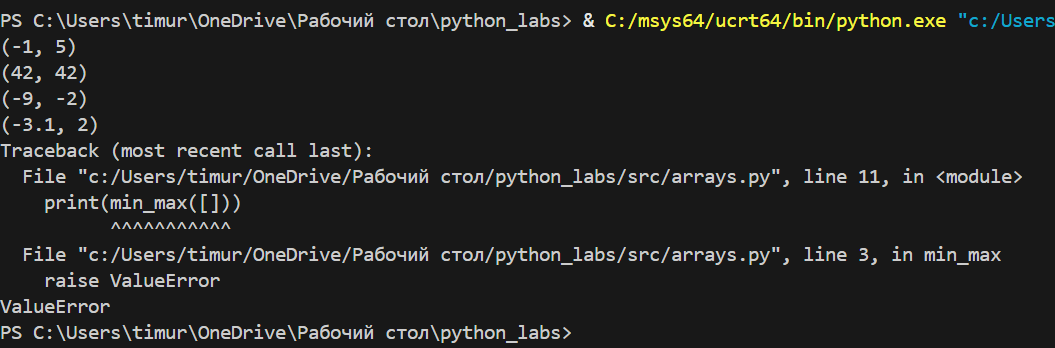 PS C:\Users\timur\OneDrive\Рабочий стол\python_labs> & C:/msys64/ucrt64/bin/python.exe "c:/Users
(-1, 5)
(42, 42)
(-9, -2)
(-3.1, 2)
Traceback (most recent call last):
  File "c:/Users/timur/OneDrive/Рабочий стол/python_labs/src/arrays.py", line 11, in <module>
    print(min_max([]))
          ^^^^^^^^^^^
  File "c:/Users/timur/OneDrive/Рабочий стол/python_labs/src/arrays.py", line 3, in min_max
    raise ValueError
ValueError
PS C:\Users\timur\OneDrive\Рабочий стол\python_labs>